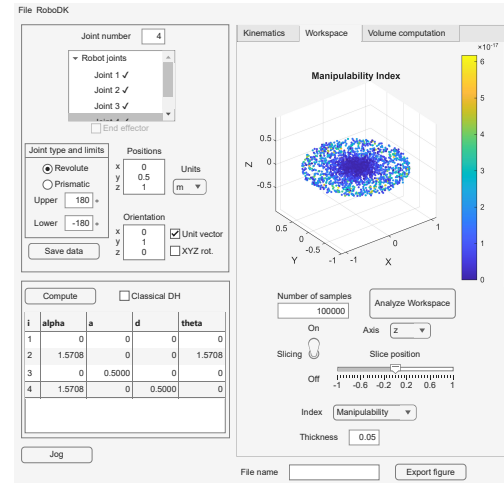 File RoboDK
Joint number 4
Robot joints
Joint 1 ✓
Joint 2 ✓
Joint 3 ✓
End effector
Joint type and limits
Revolute
Prismatic
Upper 180 °
Lower -180 °
Save data
Positions
x 0
y 0.5
z 1
Units
m
Orientation
x 0
y 1
z 0
Unit vector
XYZ rot.
Compute
Classical DH
i alpha a d theta
1 0 0 0 0
2 1.5708 0 0 1.5708
3 0 0.5000 0 0
4 1.5708 0 0.5000 0
Jog
Kinematics Workspace Volume computation
Manipulability Index
×10⁻¹⁷
6
5
4
3
2
1
0
Z
0.5
0
-0.5
0.5
0
-0.5
-1
Y
-1
0
1
X
Number of samples
100000
Analyze Workspace
On
Slicing
Off
Axis z
Slice position
-1 -0.6 -0.2 0.2 0.6 1
Index Manipulability
Thickness 0.05
File name
Export figure